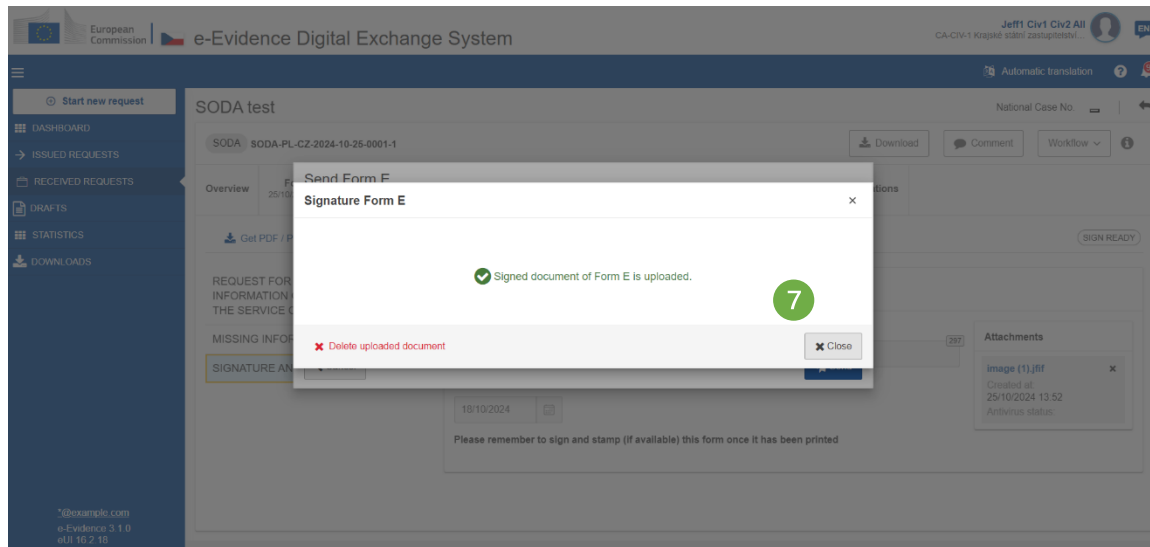 European
Commission
e-Evidence Digital Exchange System
Jeff1 Civ1 Civ2 All
CA-CIV-1 Krajské státní zastupitelství...
EN
Automatic translation
Start new request
DASHBOARD
ISSUED REQUESTS
RECEIVED REQUESTS
DRAFTS
STATISTICS
DOWNLOADS
SODA test
National Case No.
SODA SODA-PL-CZ-2024-10-25-0001-1
Download
Comment
Workflow
Overview
25/10
Send Form E
Signature Form E
Get PDF / P
SIGN READY
REQUEST FOR
INFORMATION
THE SERVICE
Signed document of Form E is uploaded.
7
MISSING INFOR
Delete uploaded document
Close
297
Attachments
SIGNATURE AN
image (1).jfif
Created at:
25/10/2024 13:52
Antivirus status:
18/10/2024
Please remember to sign and stamp (if available) this form once it has been printed
*@example.com
e-Evidence 3.1.0
eUI 16.2.18